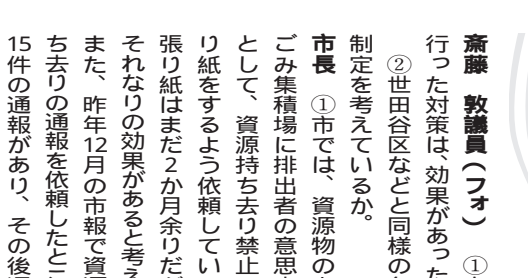 斎藤 敦議員(フォ) ①
行った対策は、効果があった
②世田谷区などと同様の
制定を考えているか。
市長 ①市では、資源物の
ごみ集積場に排出者の意思
として、資源持ち去り禁止
り紙をするよう依頼してい
張り紙はまだ2か月余りだ
それなりの効果があると考え
また、昨年12月の市報で資
ち去りの通報を依頼したとこ
15件の通報があり、その後